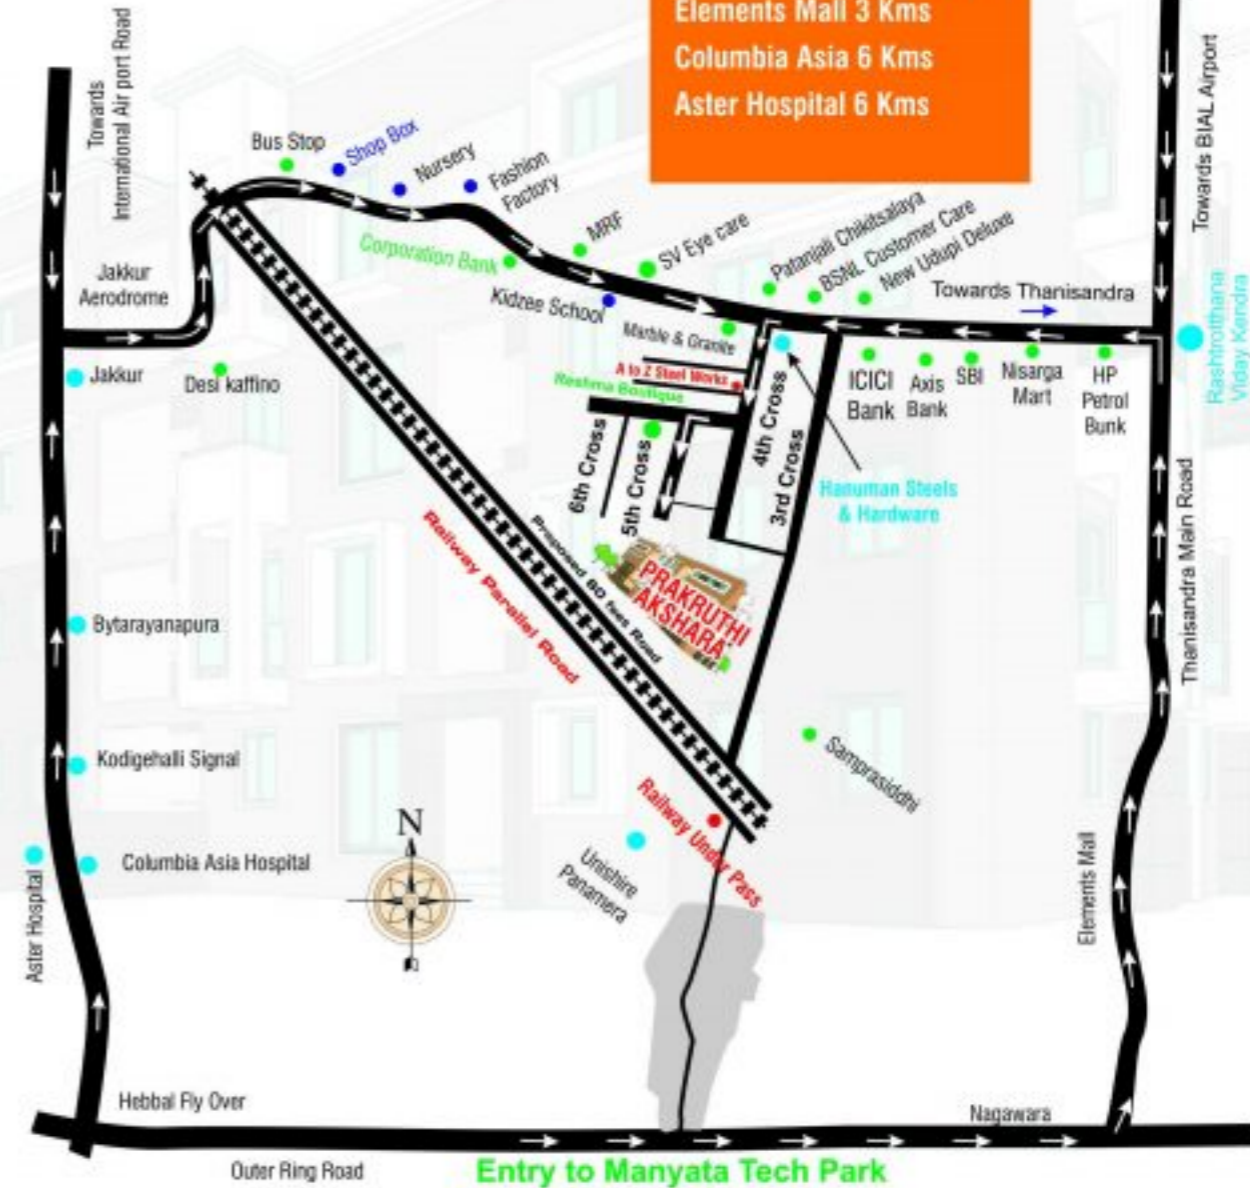 Elements Mall 3 Kms
Columbia Asia 6 Kms
Aster Hospital 6 Kms
Towards
International Air port Road
Towards BIAL Airport
Bus Stop
Shop Box
Nursery
Fashion
Factory
MRF
SV Eye care
Patanjali Chikitsalaya
BSNL Customer Care
New Udupi Deluxe
Corporation Bank
Kidzee School
Towards Thanisandra
Jakkur
Aerodrome
Jakkur
Desi kaffino
Marble & Granite
A to Z Steel Works
Reshma Boutique
ICICI
Bank
Axis
Bank
SBI
Nisarga
Mart
HP
Petrol
Bunk
Rashtrotthana
Viday Kendra
6th Cross
5th Cross
4th Cross
3rd Cross
Hanuman Steels
& Hardware
Railway Parallel Road
Proposed 80 feet Road
PRAKRUTHI
AKSHARA
Thanisandra Main Road
Bytarayanapura
Kodigehalli Signal
Samprasiddhi
Railway Under Pass
Unishire
Panamera
N
Columbia Asia Hospital
Aster Hospital
Elements Mall
Hebbal Fly Over
Nagawara
Outer Ring Road
Entry to Manyata Tech Park